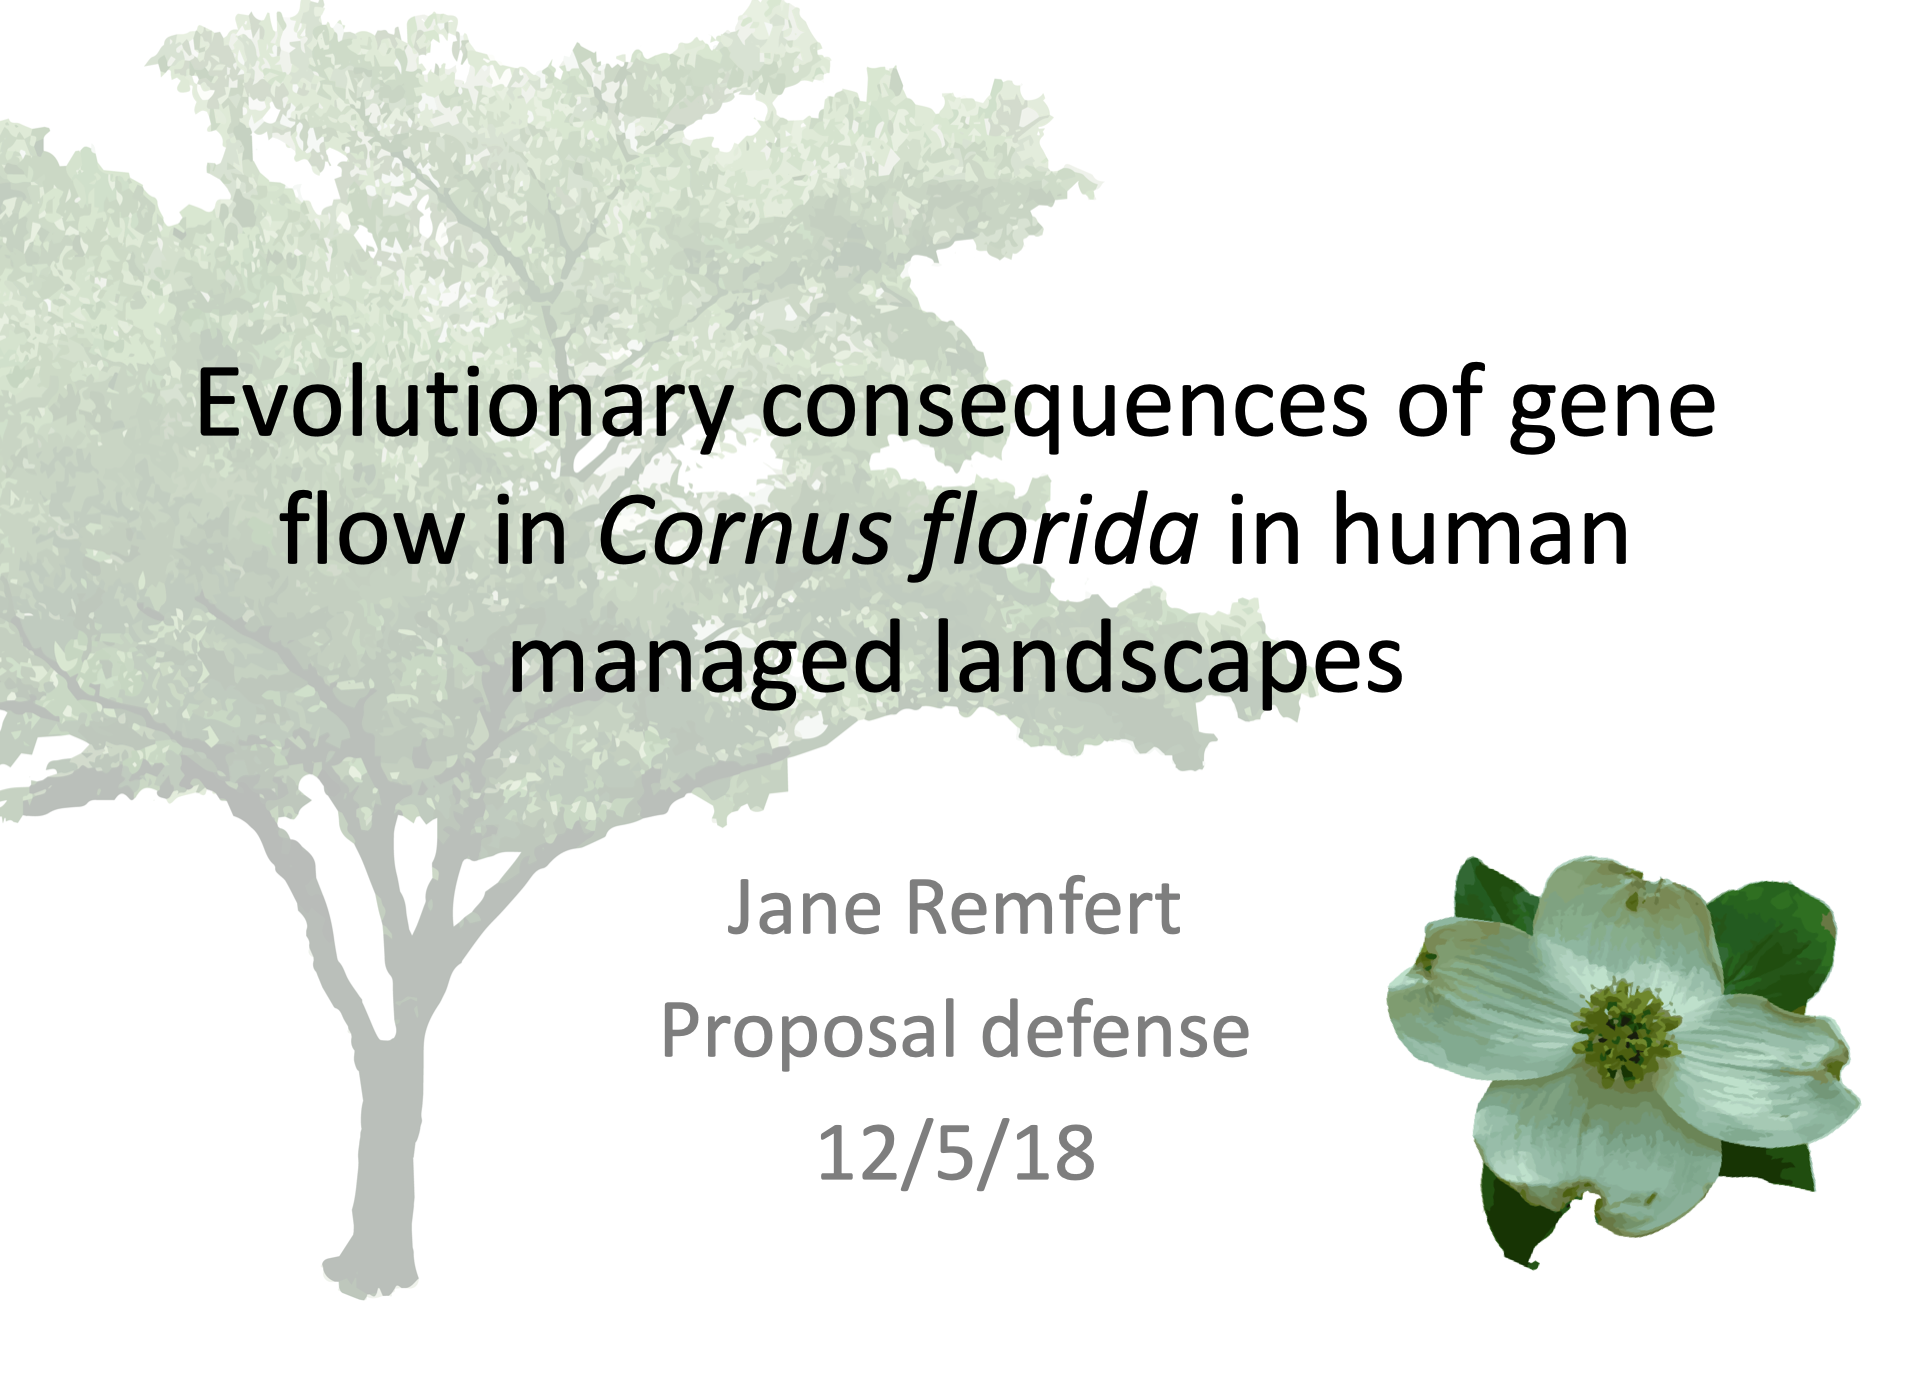 Evolutionary consequences of gene
flow in Cornus florida in human
managed landscapes
Jane Remfert
Proposal defense
12/5/18